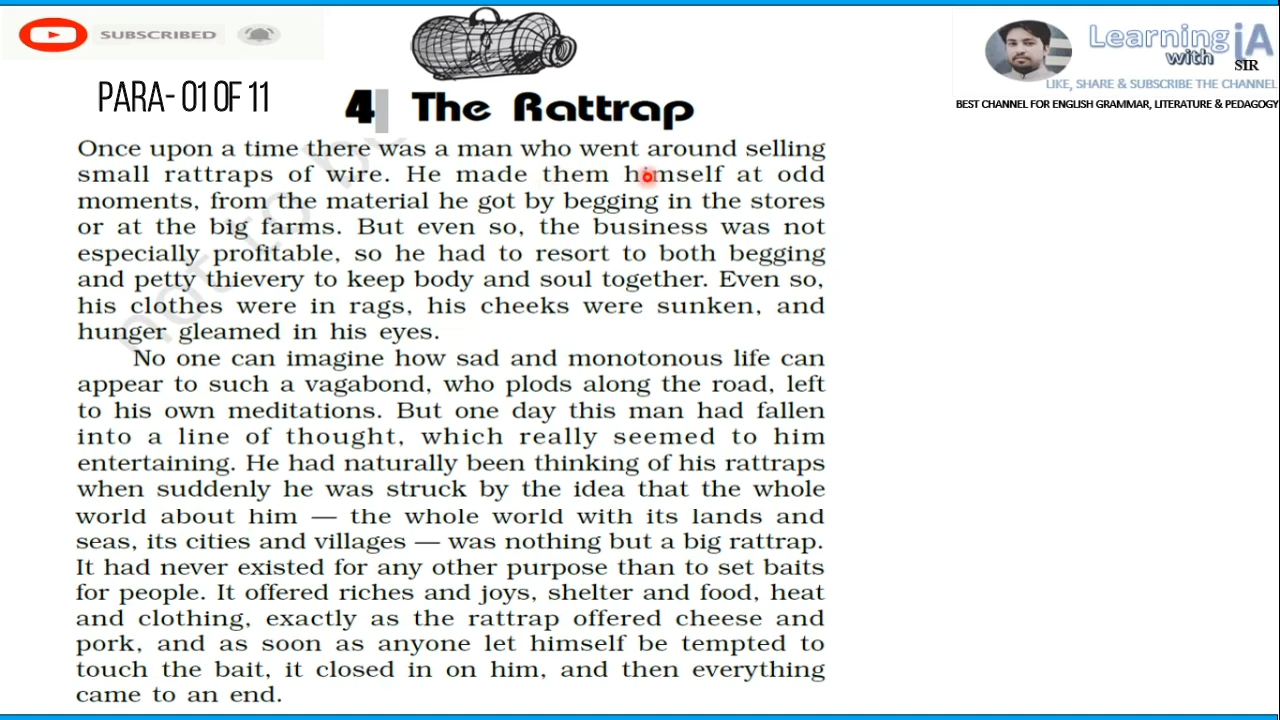 SUBSCRIBED
Learning
with
iA
SIR
LIKE, SHARE & SUBSCRIBE THE CHANNEL
BEST CHANNEL FOR ENGLISH GRAMMAR, LITERATURE & PEDAGOGY
PARA- 01 OF 11
4 The Rattrap
Once upon a time there was a man who went around selling
small rattraps of wire. He made them himself at odd
moments, from the material he got by begging in the stores
or at the big farms. But even so, the business was not
especially profitable, so he had to resort to both begging
and petty thievery to keep body and soul together. Even so,
his clothes were in rags, his cheeks were sunken, and
hunger gleamed in his eyes.
No one can imagine how sad and monotonous life can
appear to such a vagabond, who plods along the road, left
to his own meditations. But one day this man had fallen
into a line of thought, which really seemed to him
entertaining. He had naturally been thinking of his rattraps
when suddenly he was struck by the idea that the whole
world about him — the whole world with its lands and
seas, its cities and villages — was nothing but a big rattrap.
It had never existed for any other purpose than to set baits
for people. It offered riches and joys, shelter and food, heat
and clothing, exactly as the rattrap offered cheese and
pork, and as soon as anyone let himself be tempted to
touch the bait, it closed in on him, and then everything
came to an end.
not to b